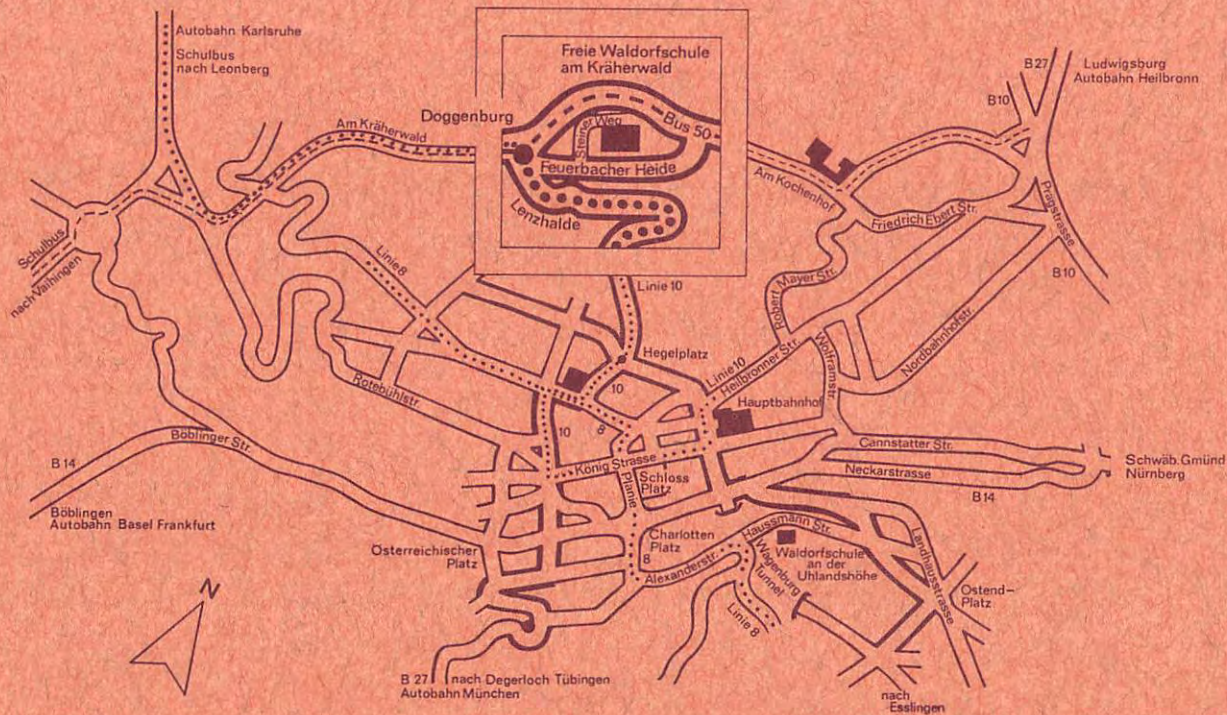 Autobahn Karlsruhe
Schulbus
nach Leonberg
Freie Waldorfschule
am Kräherwald
B 27
Ludwigsburg
Autobahn Heilbronn
B10
Doggenburg
Am Kräherwald
Steiner Weg
Bus 50
Feuerbacher Heide
Lenzhalde
Am Kochenhof
Friedrich Ebert Str.
Pragstrasse
B10
Schulbus
nach Vaihingen
Linie 8
Linie 10
Robert Mayer Str.
Nordbahnhofstr.
Hegelplatz
Linie 10
Heilbronner Str.
Wolframstr.
Rotebühlstr.
10
Hauptbahnhof
10
8
Böblinger Str.
König Strasse
Schloss
Platz
Planie
Cannstatter Str.
Neckarstrasse
B 14
Schwäb. Gmünd
Nürnberg
B 14
Böblingen
Autobahn Basel Frankfurt
Österreichischer
Platz
Charlotten
Platz
8
Alexanderstr.
Haussmann Str.
Wagenburg
Tunnel
Waldorfschule
an der
Uhlandshöhe
Landhausstrasse
Ostend–
Platz
Linie 8
N
B 27 nach Degerloch Tübingen
Autobahn München
nach
Esslingen